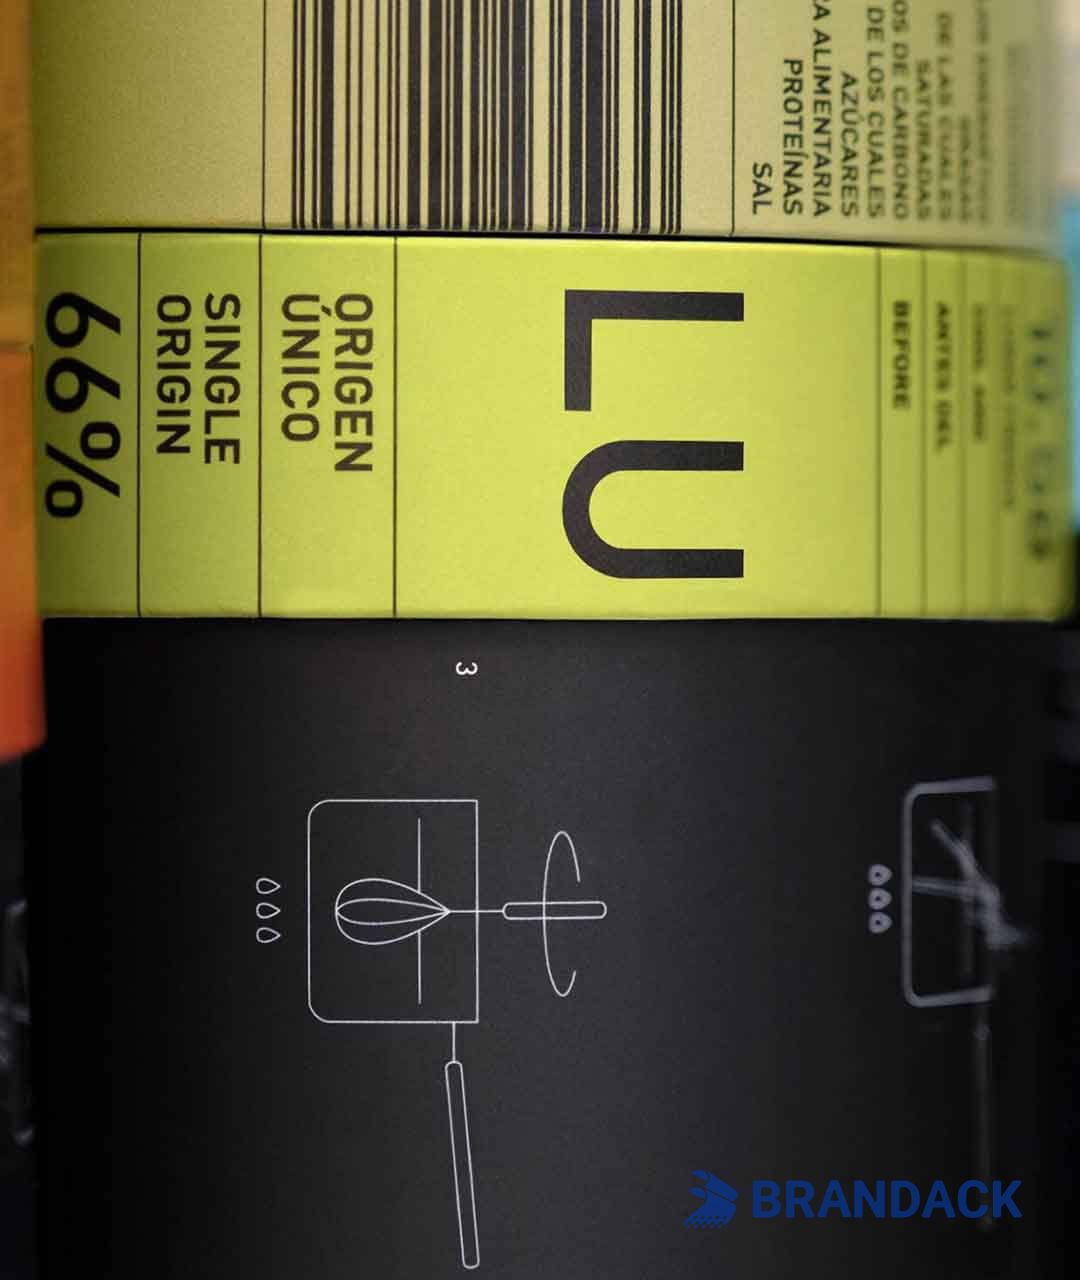 DE LAS CUALES
SATURADAS
OS DE CARBONO
DE LOS CUALES
AZÚCARES
A ALIMENTARIA
PROTEÍNAS
SAL
ANTES DEL
BEFORE
LU
ORIGEN
ÚNICO
SINGLE
ORIGIN
66%
3
BRANDACK